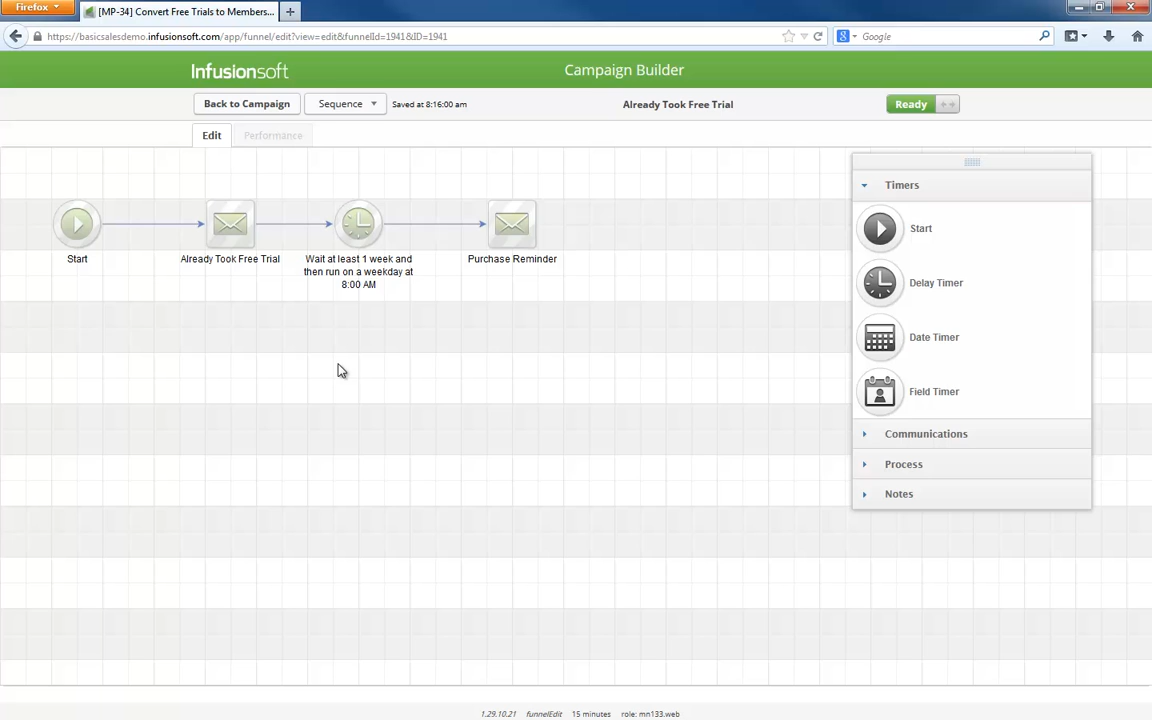 Firefox
[MP-34] Convert Free Trials to Members...
https://basicsalesdemo.infusionsoft.com/app/funnel/edit?view=edit&funnelId=1941&ID=1941
Google
Infusionsoft
Campaign Builder
Back to Campaign
Sequence
Saved at 8:16:00 am
Already Took Free Trial
Ready
Edit
Performance
Timers
Start
Delay Timer
Date Timer
Field Timer
Communications
Process
Notes
Start
Already Took Free Trial
Wait at least 1 week and
then run on a weekday at
8:00 AM
Purchase Reminder
1.29.10.21 funnelEdit 15 minutes role: mn133.web